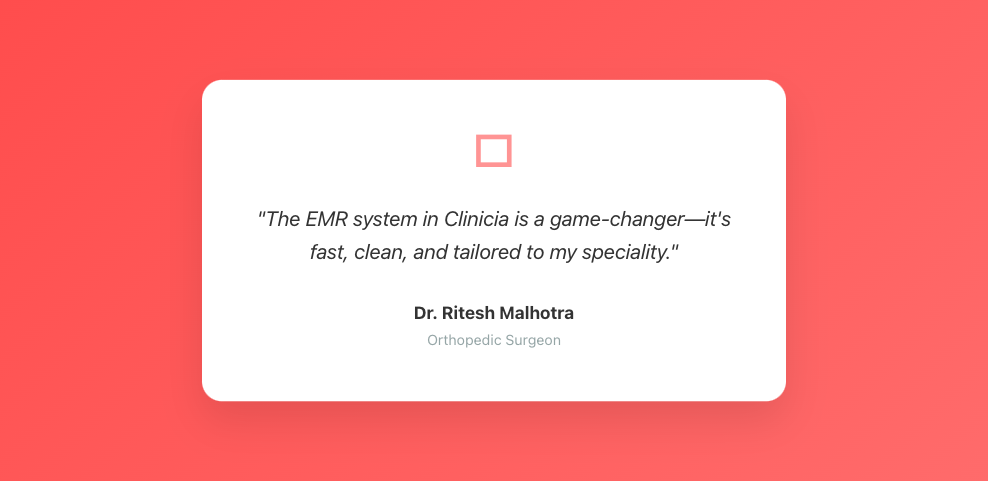 "The EMR system in Clinicia is a game-changer—it's
fast, clean, and tailored to my speciality."
Dr. Ritesh Malhotra
Orthopedic Surgeon